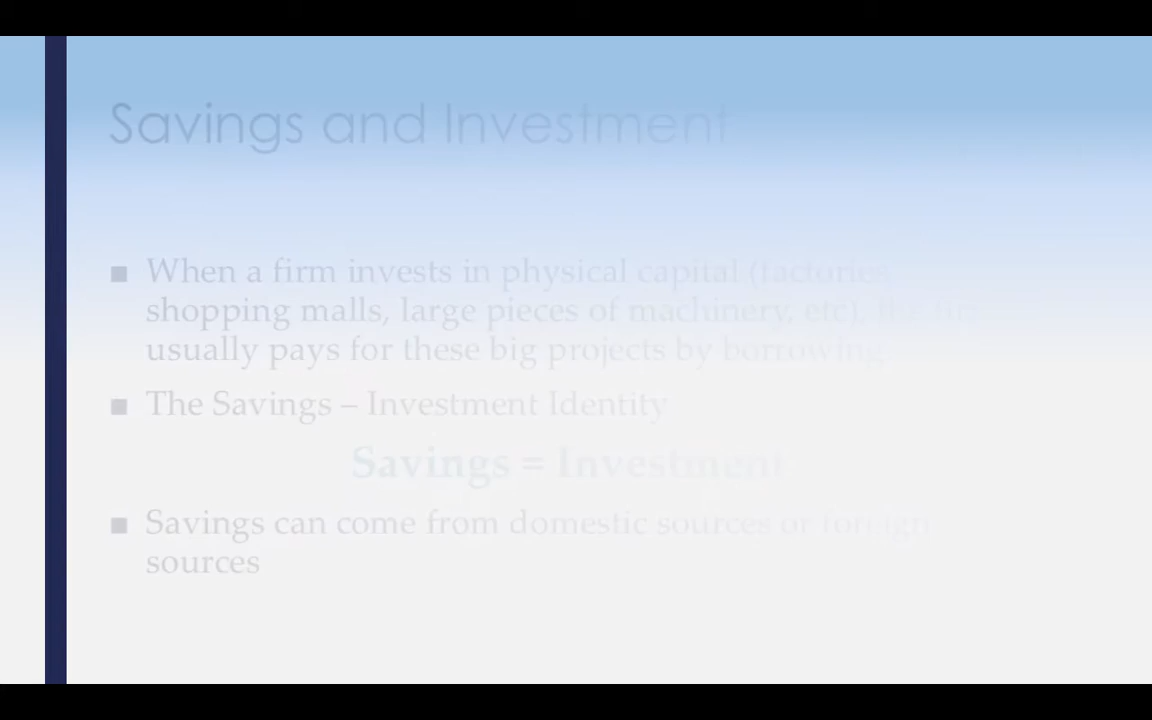 Savings and Investment
■ When a firm invests in physical capital (factories,
shopping malls, large pieces of machinery, etc), the firm
usually pays for these big projects by borrowing
■ The Savings – Investment Identity
Savings = Investment
■ Savings can come from domestic sources or foreign
sources